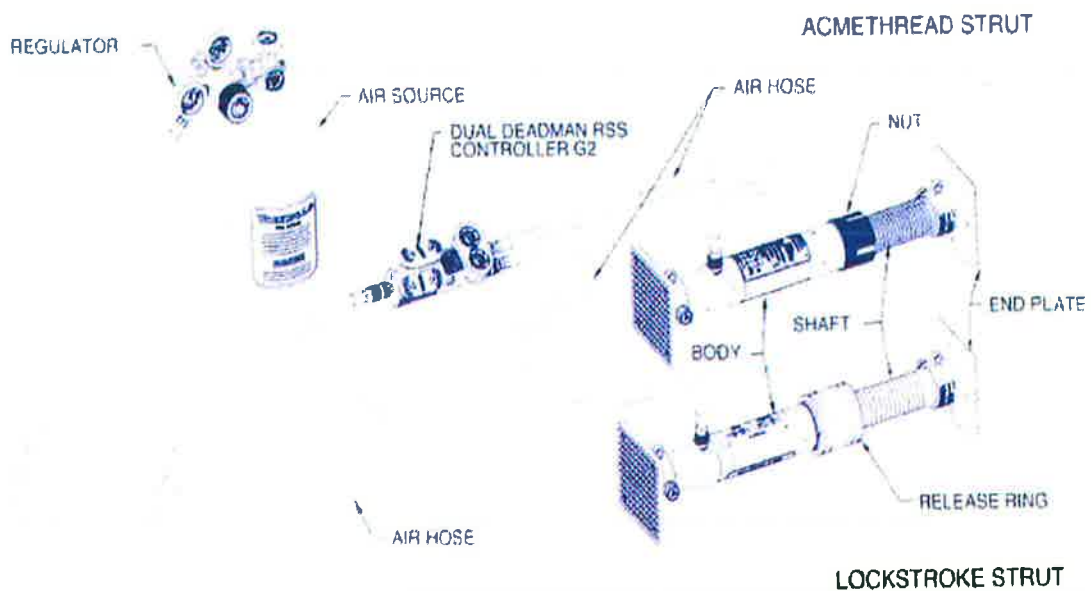 ACMETHREAD STRUT
REGULATOR
AIR SOURCE
AIR HOSE
DUAL DEADMAN RSS
CONTROLLER G2
NUT
END PLATE
SHAFT
BODY
RELEASE RING
AIR HOSE
LOCKSTROKE STRUT